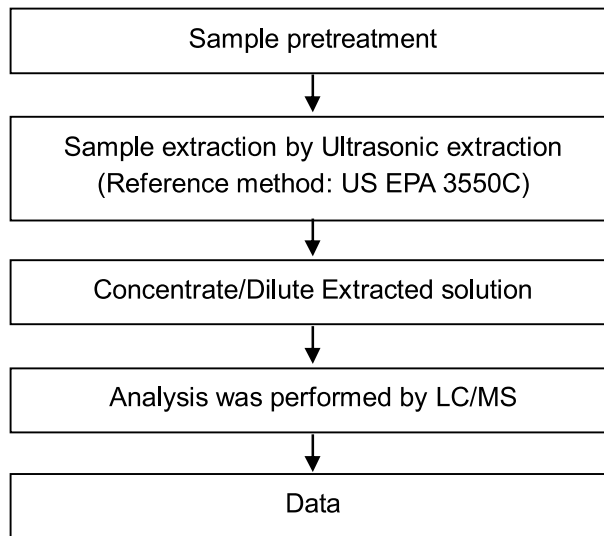 Sample pretreatment
Sample extraction by Ultrasonic extraction
(Reference method: US EPA 3550C)
Concentrate/Dilute Extracted solution
Analysis was performed by LC/MS
Data